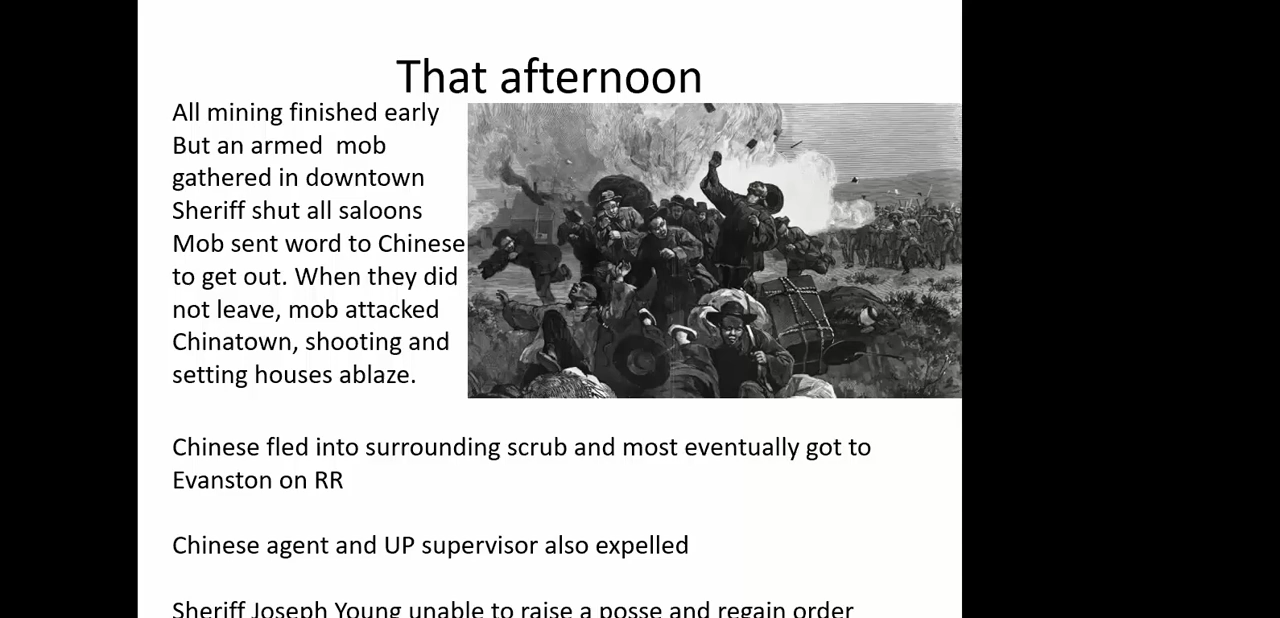 That afternoon
All mining finished early
But an armed  mob
gathered in downtown
Sheriff shut all saloons
Mob sent word to Chinese
to get out. When they did
not leave, mob attacked
Chinatown, shooting and
setting houses ablaze.
Chinese fled into surrounding scrub and most eventually got to
Evanston on RR
Chinese agent and UP supervisor also expelled
Sheriff Joseph Young unable to raise a posse and regain order